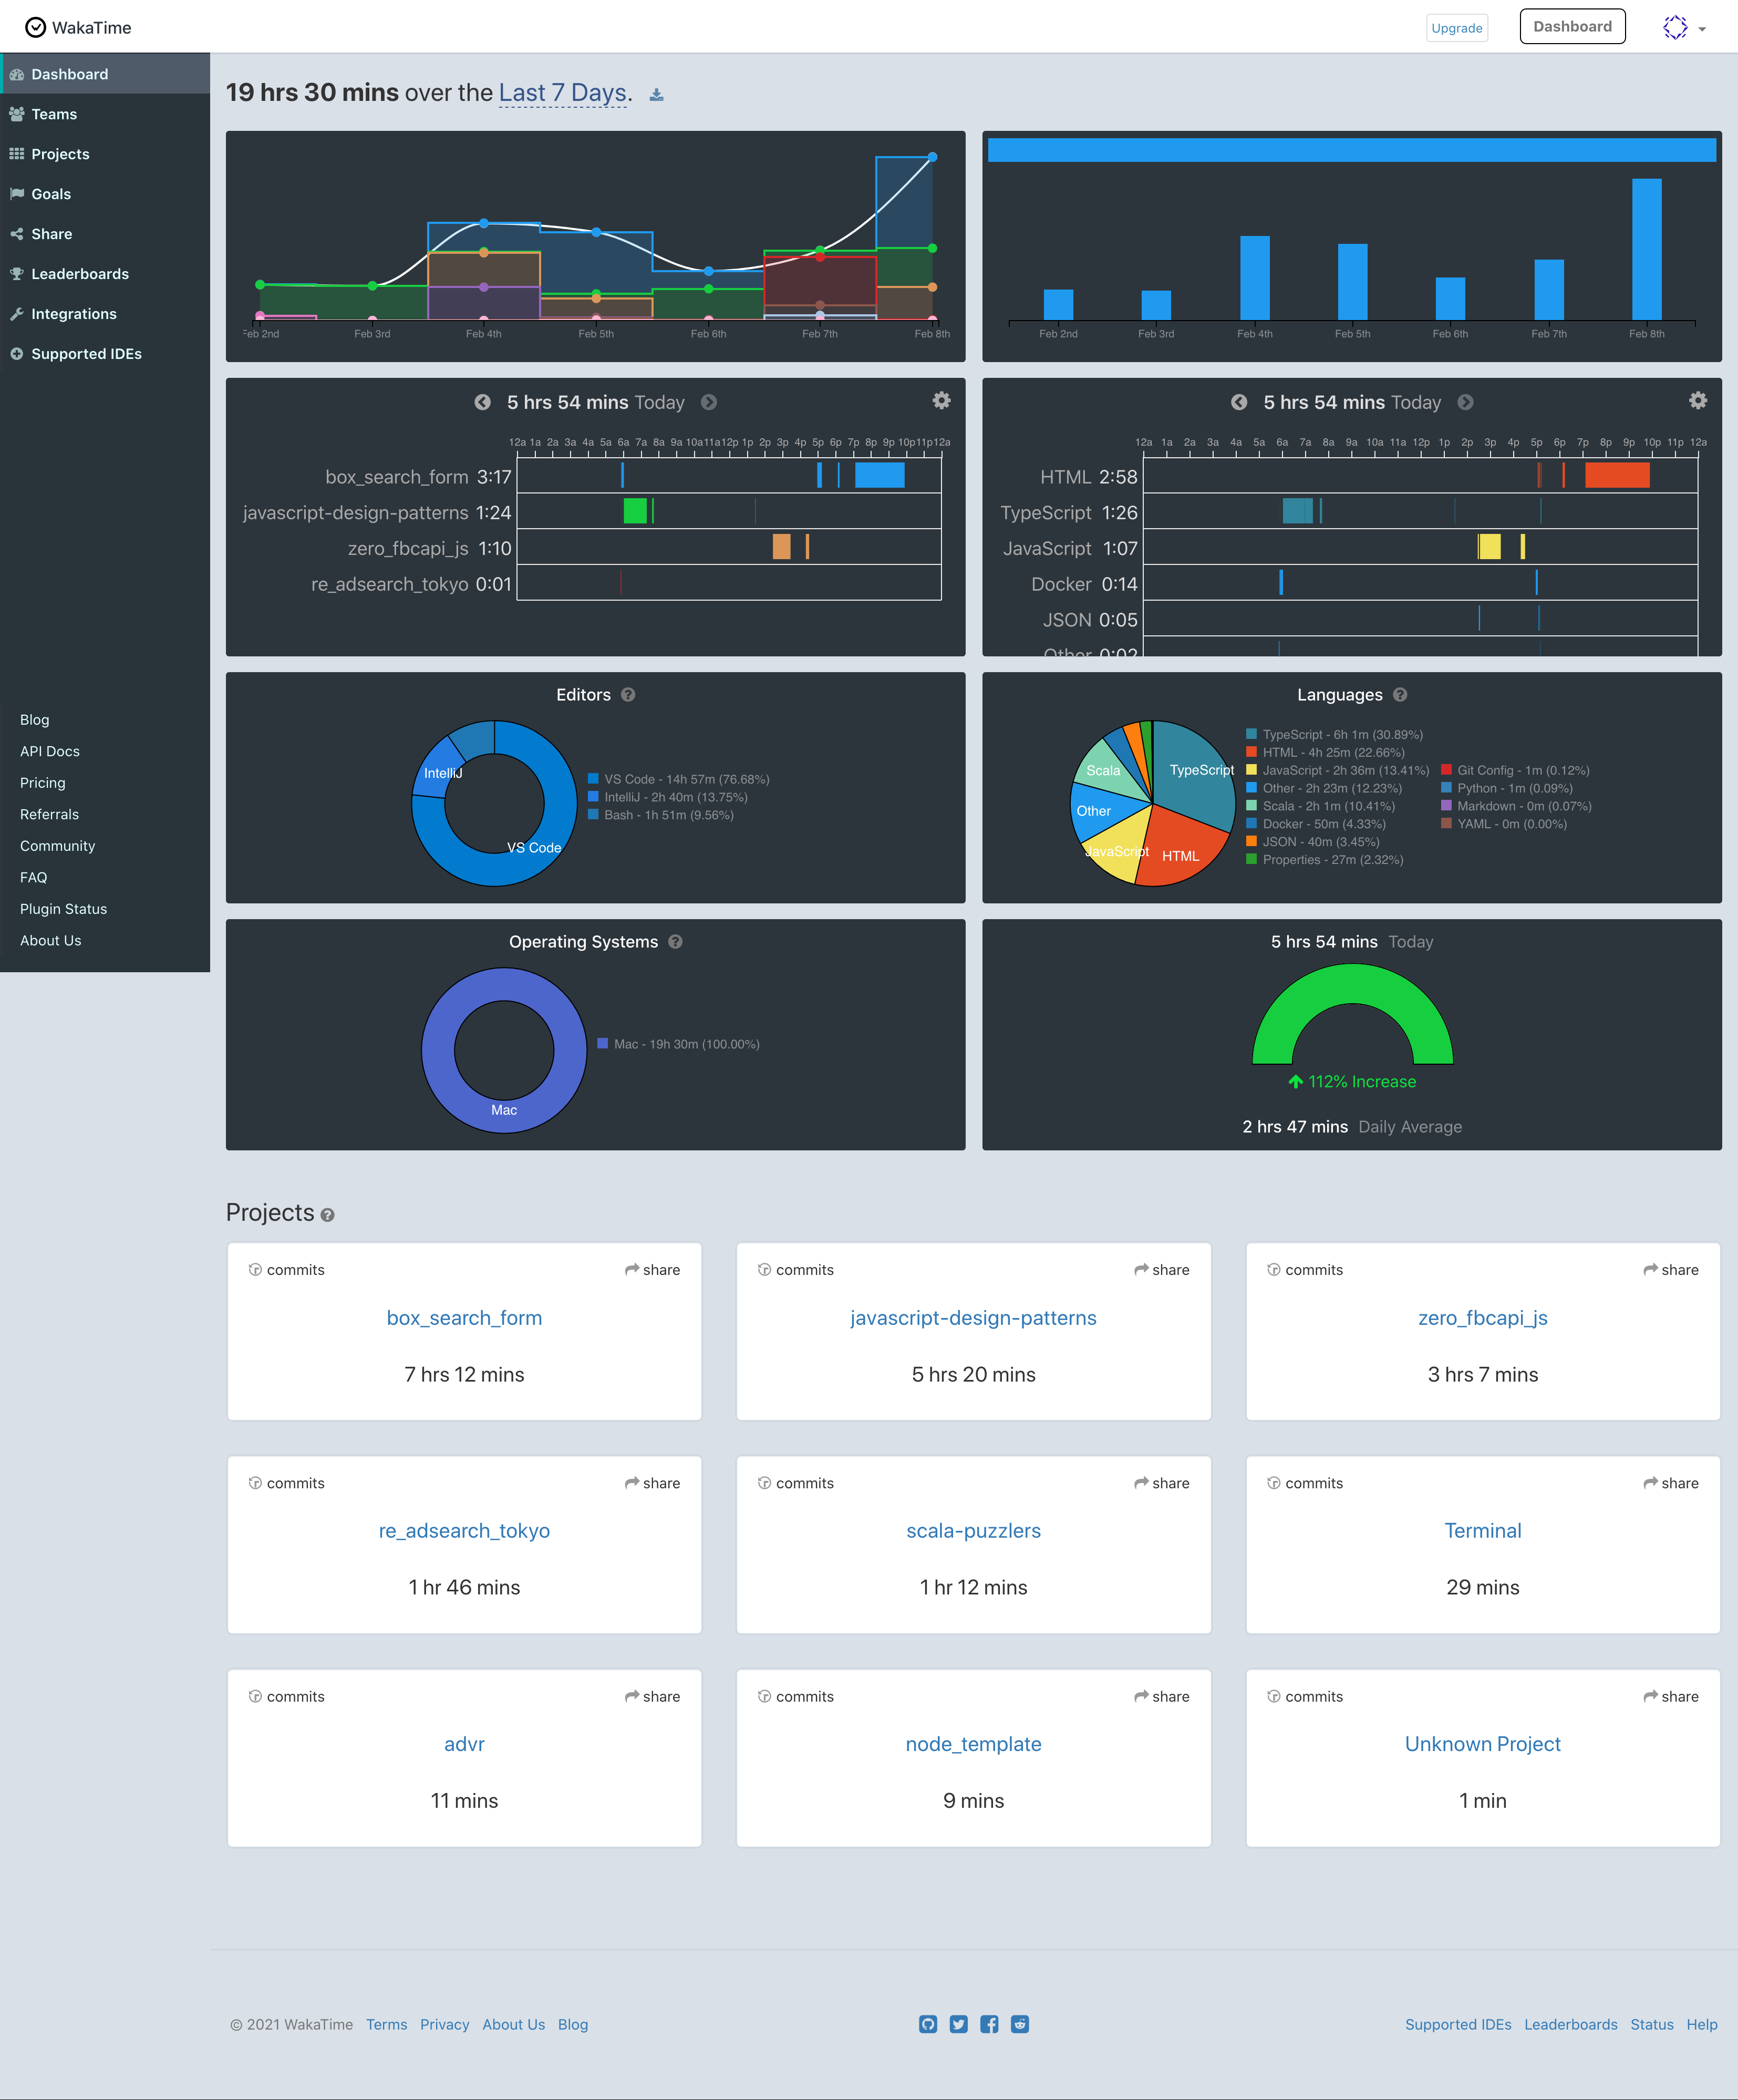 WakaTime
Upgrade
Dashboard
Dashboard
Teams
Projects
Goals
Share
Leaderboards
Integrations
Supported IDEs
Blog
API Docs
Pricing
Referrals
Community
FAQ
Plugin Status
About Us
19 hrs 30 mins over the Last 7 Days.
Feb 2nd Feb 3rd Feb 4th Feb 5th Feb 6th Feb 7th Feb 8th
Feb 2nd Feb 3rd Feb 4th Feb 5th Feb 6th Feb 7th Feb 8th
5 hrs 54 mins Today
12a 1a 2a 3a 4a 5a 6a 7a 8a 9a 10a 11a 12p 1p 2p 3p 4p 5p 6p 7p 8p 9p 10p 11p 12a
box_search_form 3:17
javascript-design-patterns 1:24
zero_fbcapi_js 1:10
re_adsearch_tokyo 0:01
5 hrs 54 mins Today
12a 1a 2a 3a 4a 5a 6a 7a 8a 9a 10a 11a 12p 1p 2p 3p 4p 5p 6p 7p 8p 9p 10p 11p 12a
HTML 2:58
TypeScript 1:26
JavaScript 1:07
Docker 0:14
JSON 0:05
Other 0:02
Editors
IntelliJ
VS Code
VS Code - 14h 57m (76.68%)
IntelliJ - 2h 40m (13.75%)
Bash - 1h 51m (9.56%)
Languages
Scala
TypeScript
Other
JavaScript
HTML
TypeScript - 6h 1m (30.89%)
HTML - 4h 25m (22.66%)
JavaScript - 2h 36m (13.41%)
Other - 2h 23m (12.23%)
Scala - 2h 1m (10.41%)
Docker - 50m (4.33%)
JSON - 40m (3.45%)
Properties - 27m (2.32%)
Git Config - 1m (0.12%)
Python - 1m (0.09%)
Markdown - 0m (0.07%)
YAML - 0m (0.00%)
Operating Systems
Mac
Mac - 19h 30m (100.00%)
5 hrs 54 mins Today
112% Increase
2 hrs 47 mins Daily Average
Projects
commits share
box_search_form
7 hrs 12 mins
commits share
javascript-design-patterns
5 hrs 20 mins
commits share
zero_fbcapi_js
3 hrs 7 mins
commits share
re_adsearch_tokyo
1 hr 46 mins
commits share
scala-puzzlers
1 hr 12 mins
commits share
Terminal
29 mins
commits share
advr
11 mins
commits share
node_template
9 mins
commits share
Unknown Project
1 min
© 2021 WakaTime Terms Privacy About Us Blog
Supported IDEs Leaderboards Status Help